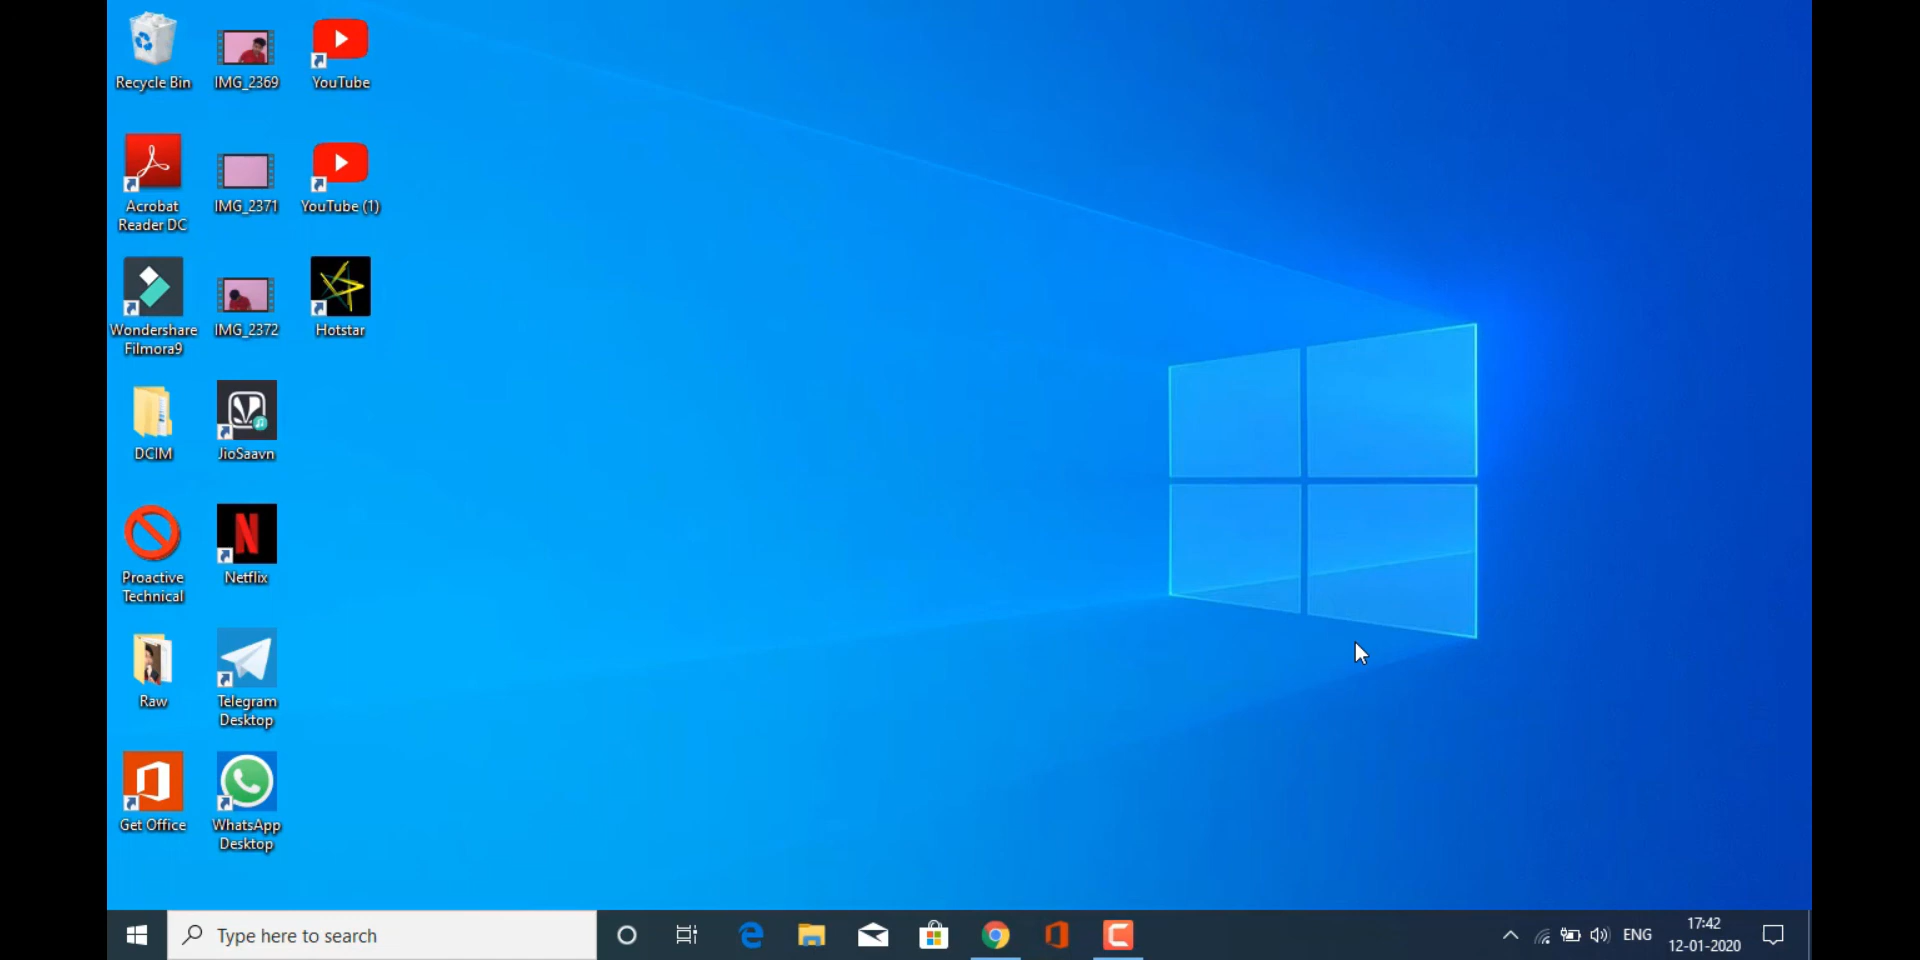 Recycle Bin
IMG_2369
YouTube
Acrobat
Reader DC
IMG_2371
YouTube (1)
Wondershare
Filmora9
IMG_2372
Hotstar
DCIM
JioSaavn
Proactive
Technical
Netflix
Raw
Telegram
Desktop
Get Office
WhatsApp
Desktop
Type here to search
ENG
17:42
12-01-2020